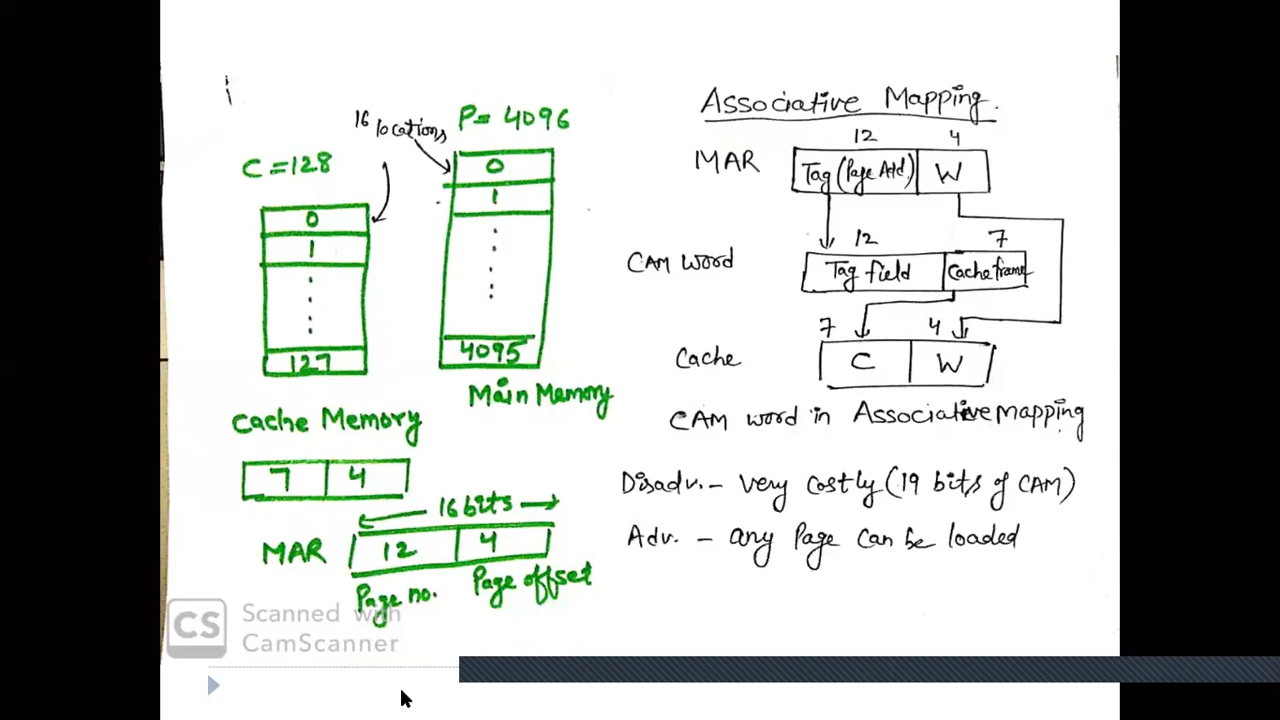 16 locations
P = 4096
C = 128
0
1
127
Cache Memory
7 4
0
1
4095
Main Memory
16 bits
MAR 12 4
Page no. Page offset
Associative Mapping.
12 4
MAR Tag (Page Add.) W
12 7
CAM word Tag field Cache frame
7 4
Cache C W
CAM word in Associative mapping
Disadv. - very costly (19 bits of CAM)
Adv. - any Page can be loaded
CS Scanned with
CamScanner